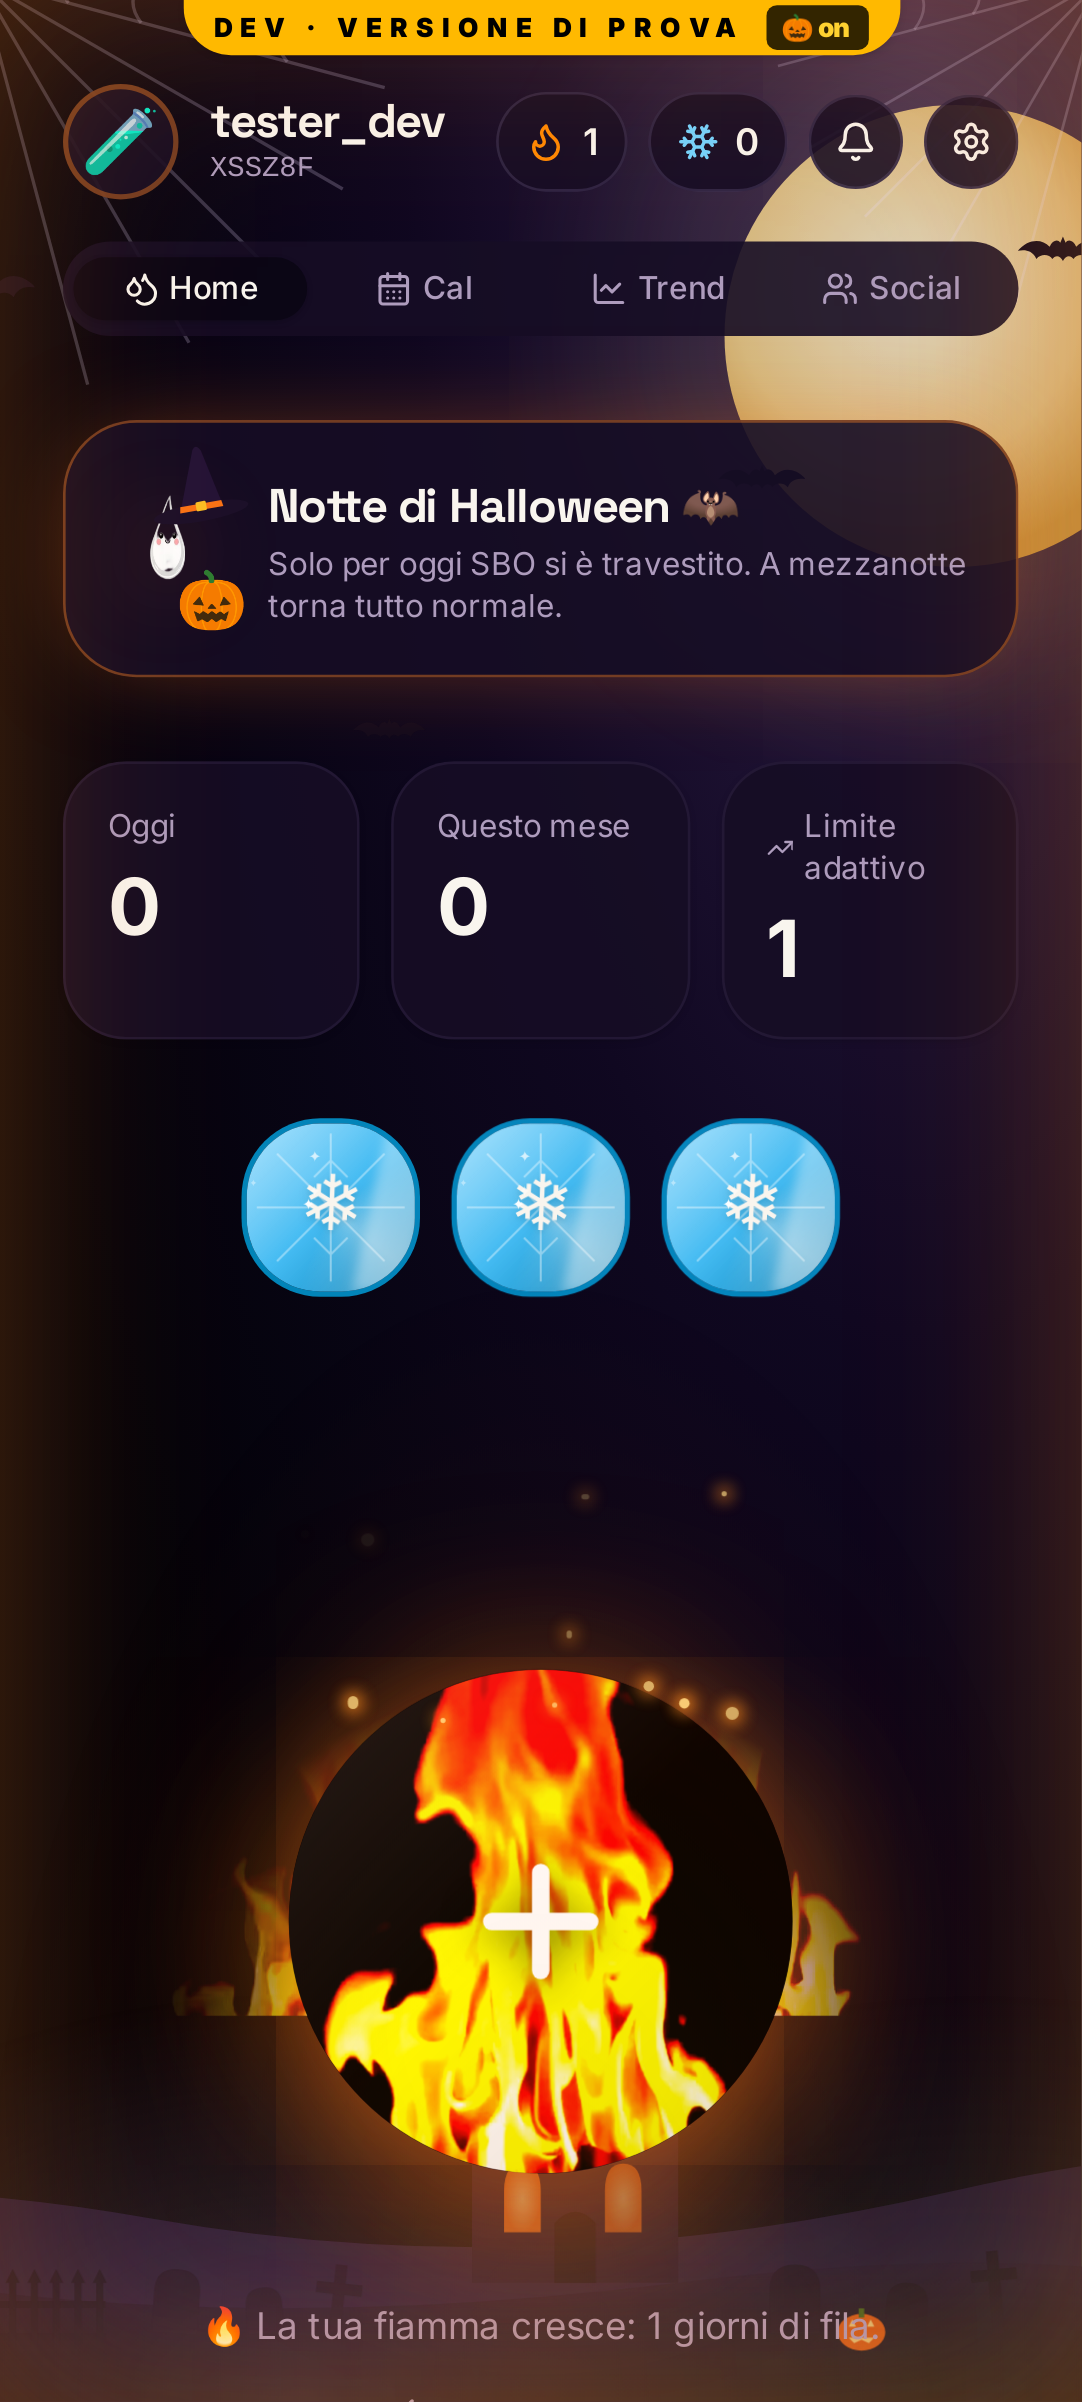 DEV · VERSIONE DI PROVA 🎃 on
tester_dev
XSSZ8F
1
0
Home
Cal
Trend
Social
Notte di Halloween 🦇
Solo per oggi SBO si è travestito. A mezzanotte
torna tutto normale.
Oggi
0
Questo mese
0
Limite
adattivo
1
🔥 La tua fiamma cresce: 1 giorni di fila.